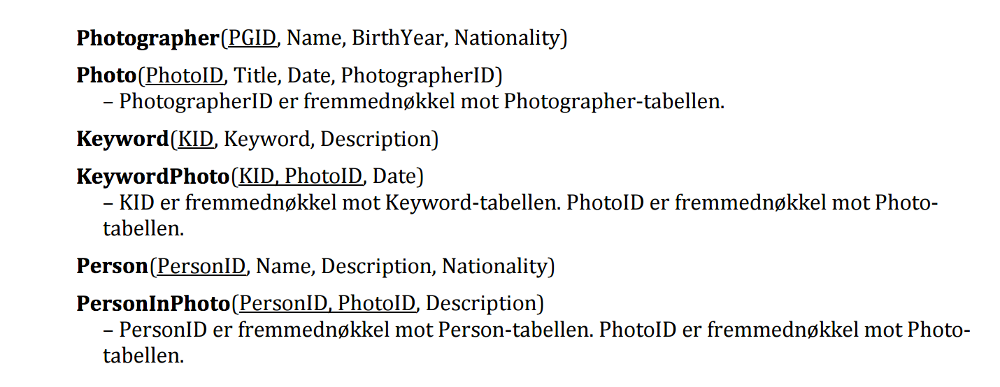 Photographer(PGID, Name, BirthYear, Nationality)
Photo(PhotoID, Title, Date, PhotographerID)
– PhotographerID er fremmednøkkel mot Photographer-tabellen.
Keyword(KID, Keyword, Description)
KeywordPhoto(KID, PhotoID, Date)
– KID er fremmednøkkel mot Keyword-tabellen. PhotoID er fremmednøkkel mot Photo-
tabellen.
Person(PersonID, Name, Description, Nationality)
PersonInPhoto(PersonID, PhotoID, Description)
– PersonID er fremmednøkkel mot Person-tabellen. PhotoID er fremmednøkkel mot Photo-
tabellen.